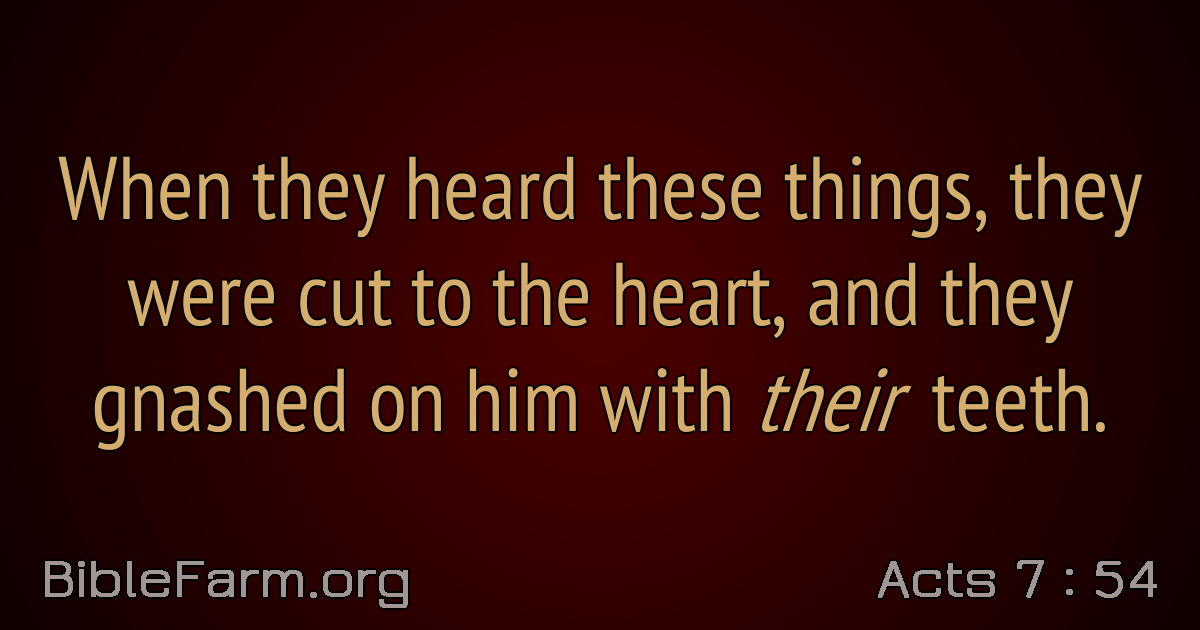 When they heard these things, they
were cut to the heart, and they
gnashed on him with their teeth.
BibleFarm.org
Acts 7 : 54